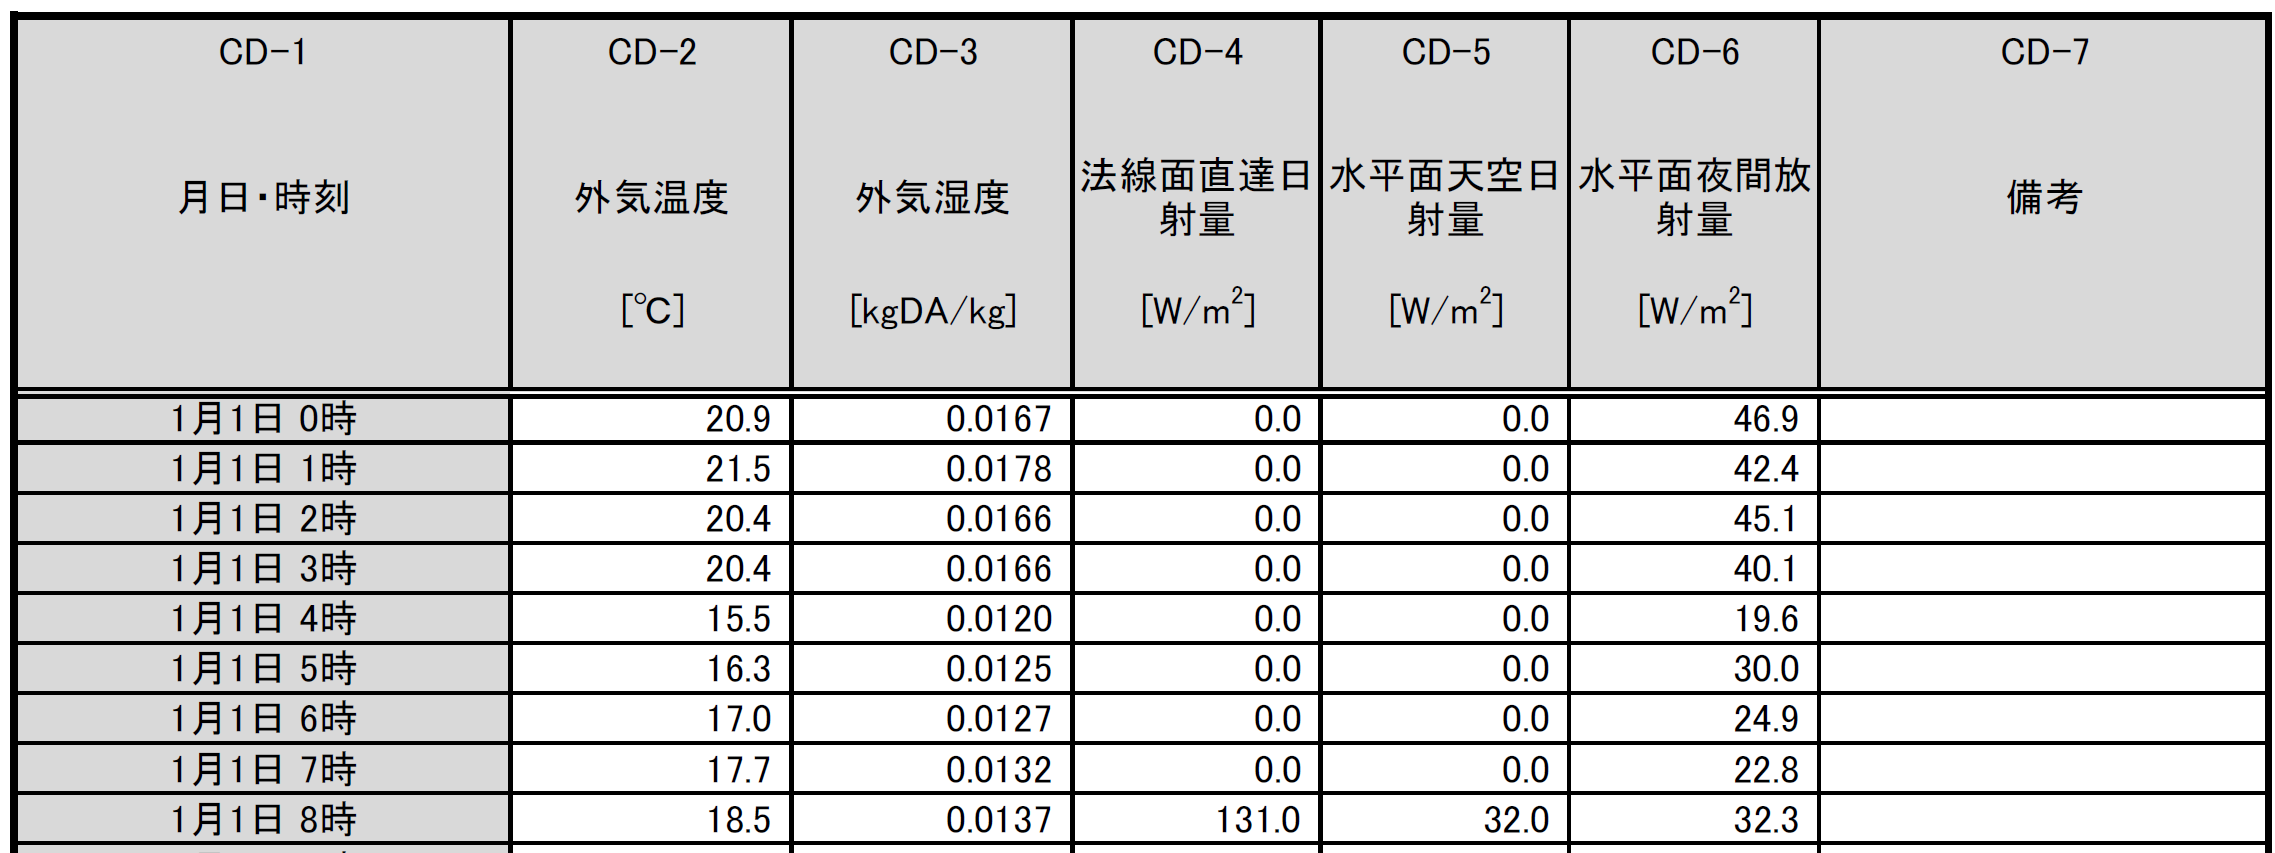 CD-1 CD-2 CD-3 CD-4 CD-5 CD-6 CD-7
月日・時刻 外気温度 外気湿度 法線面直達日射量 水平面天空日射量 水平面夜間放射量 備考
[℃] [kgDA/kg] [W/m²] [W/m²] [W/m²]
1月1日 0時 20.9 0.0167 0.0 0.0 46.9
1月1日 1時 21.5 0.0178 0.0 0.0 42.4
1月1日 2時 20.4 0.0166 0.0 0.0 45.1
1月1日 3時 20.4 0.0166 0.0 0.0 40.1
1月1日 4時 15.5 0.0120 0.0 0.0 19.6
1月1日 5時 16.3 0.0125 0.0 0.0 30.0
1月1日 6時 17.0 0.0127 0.0 0.0 24.9
1月1日 7時 17.7 0.0132 0.0 0.0 22.8
1月1日 8時 18.5 0.0137 131.0 32.0 32.3